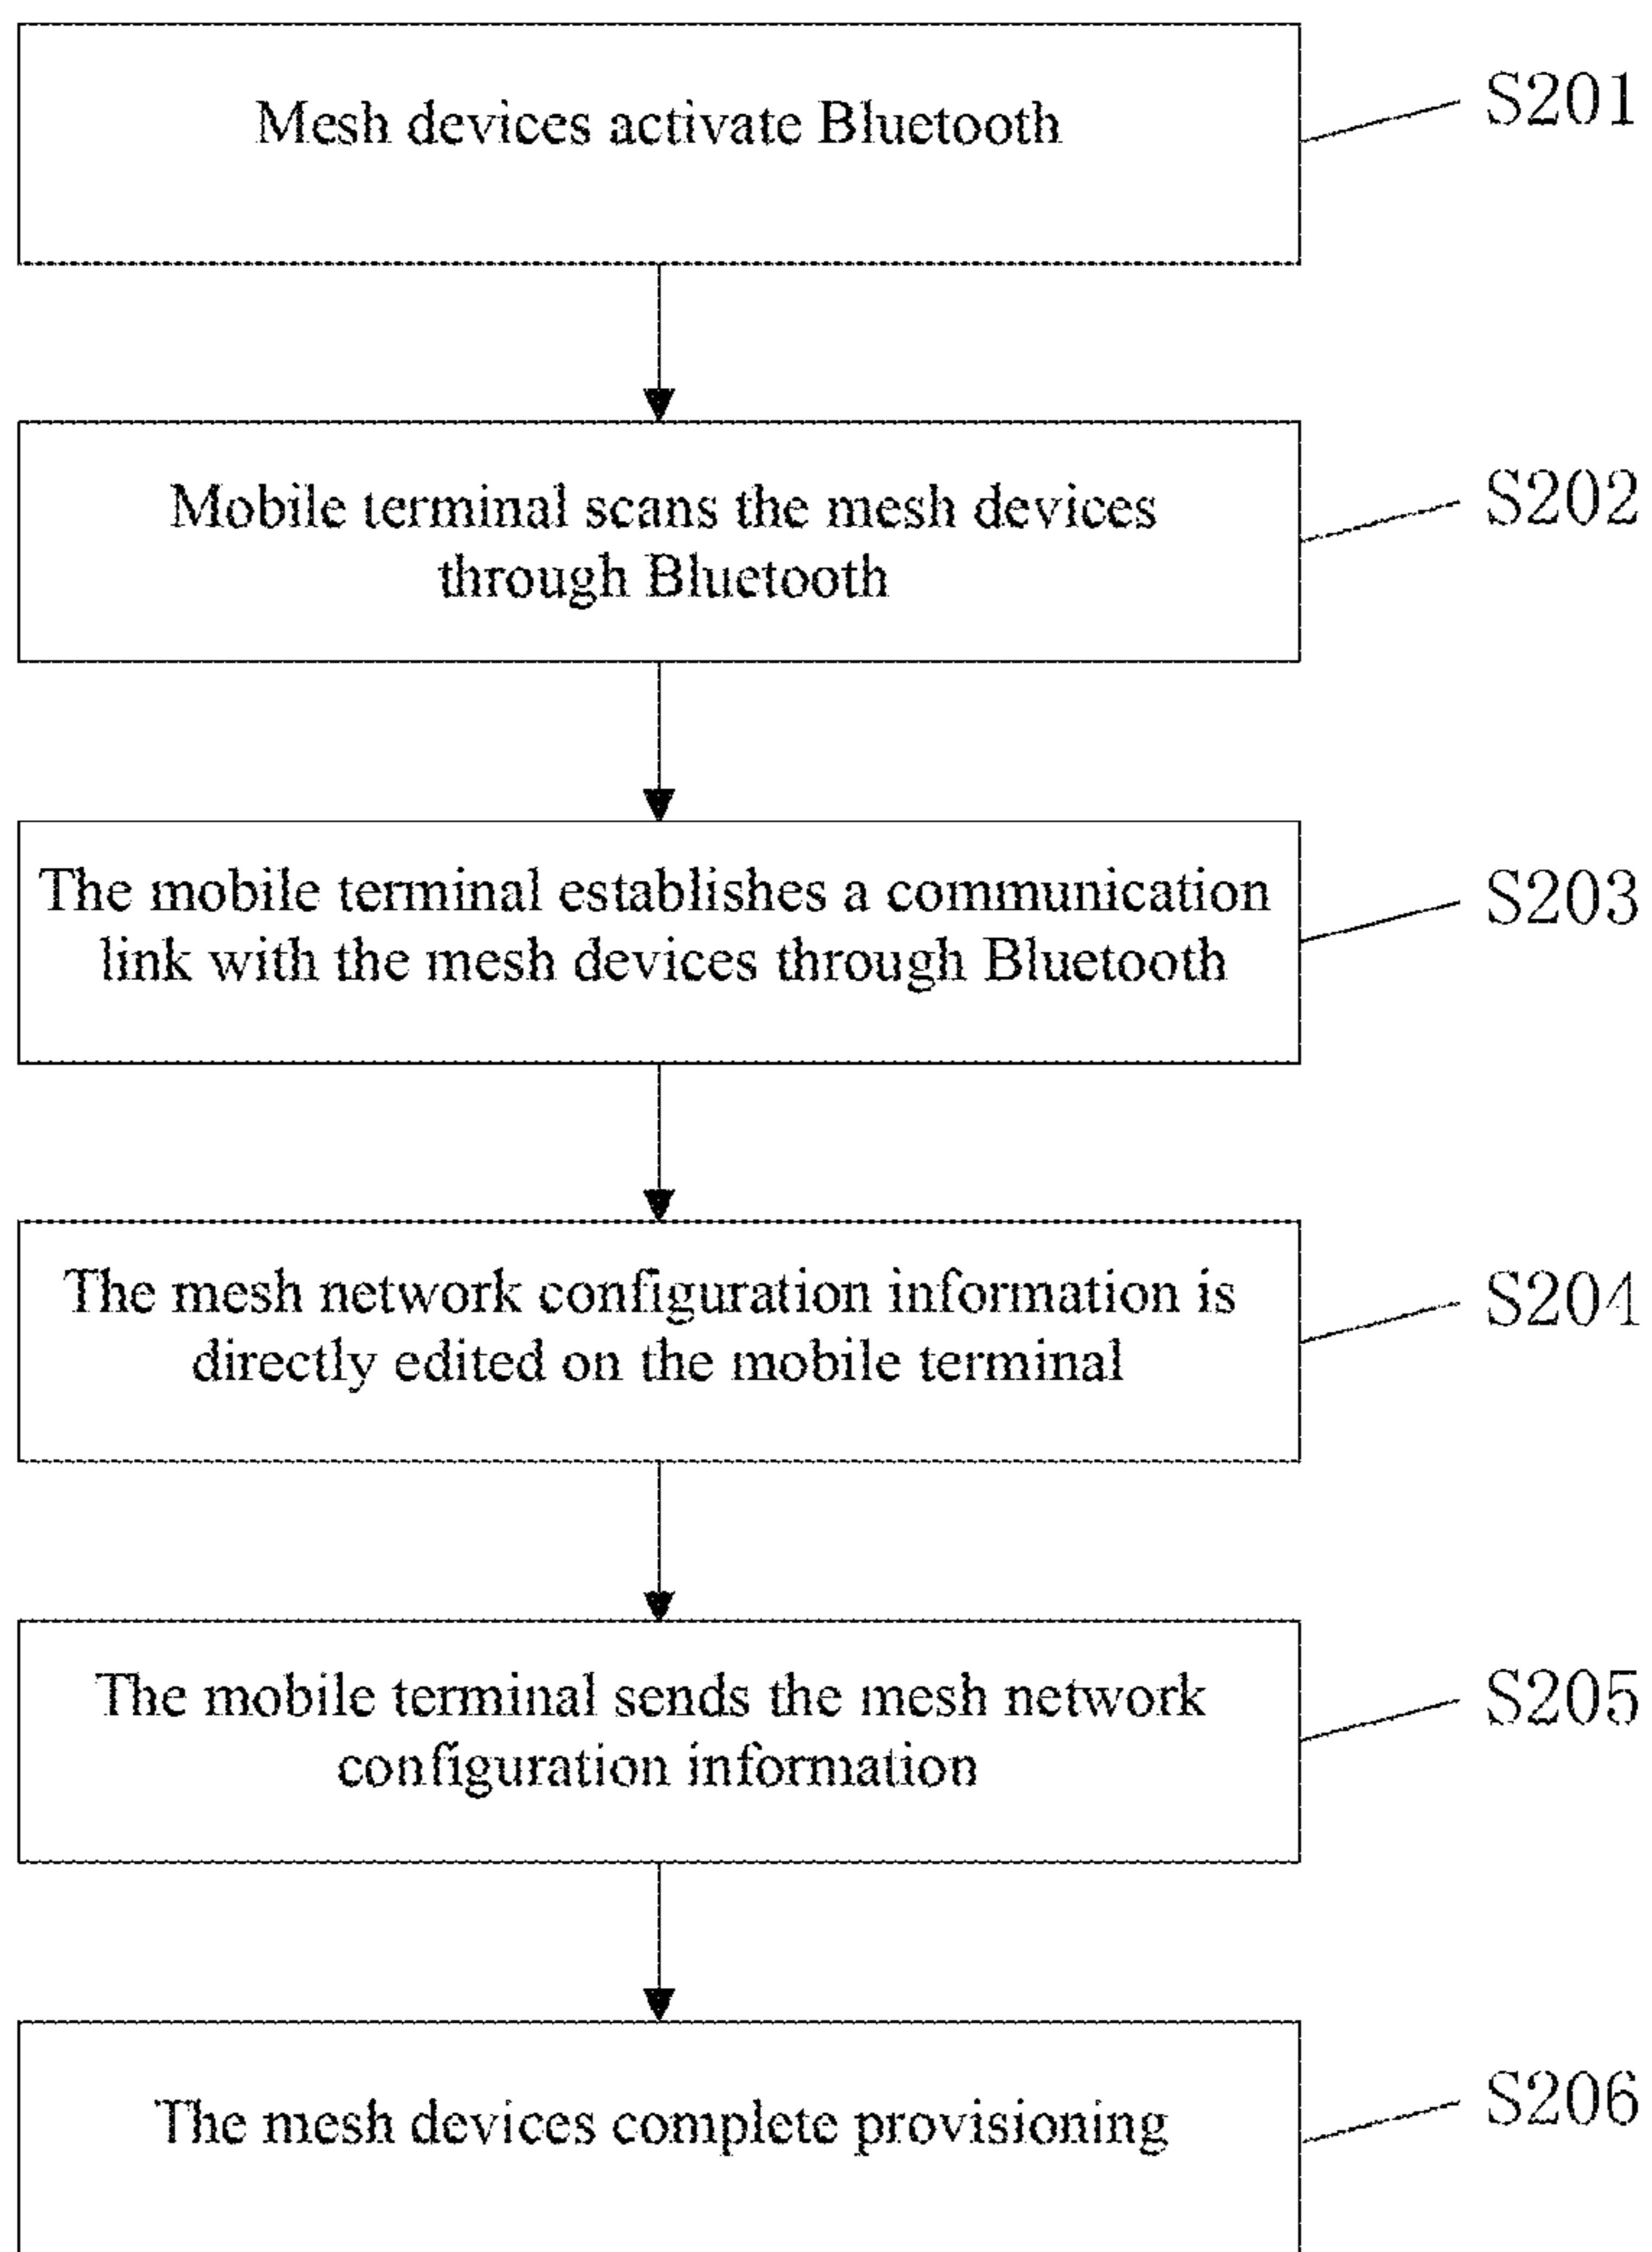 Mesh devices activate Bluetooth
S201
Mobile terminal scans the mesh devices
through Bluetooth
S202
The mobile terminal establishes a communication
link with the mesh devices through Bluetooth
S203
The mesh network configuration information is
directly edited on the mobile terminal
S204
The mobile terminal sends the mesh network
configuration information
S205
The mesh devices complete provisioning
S206